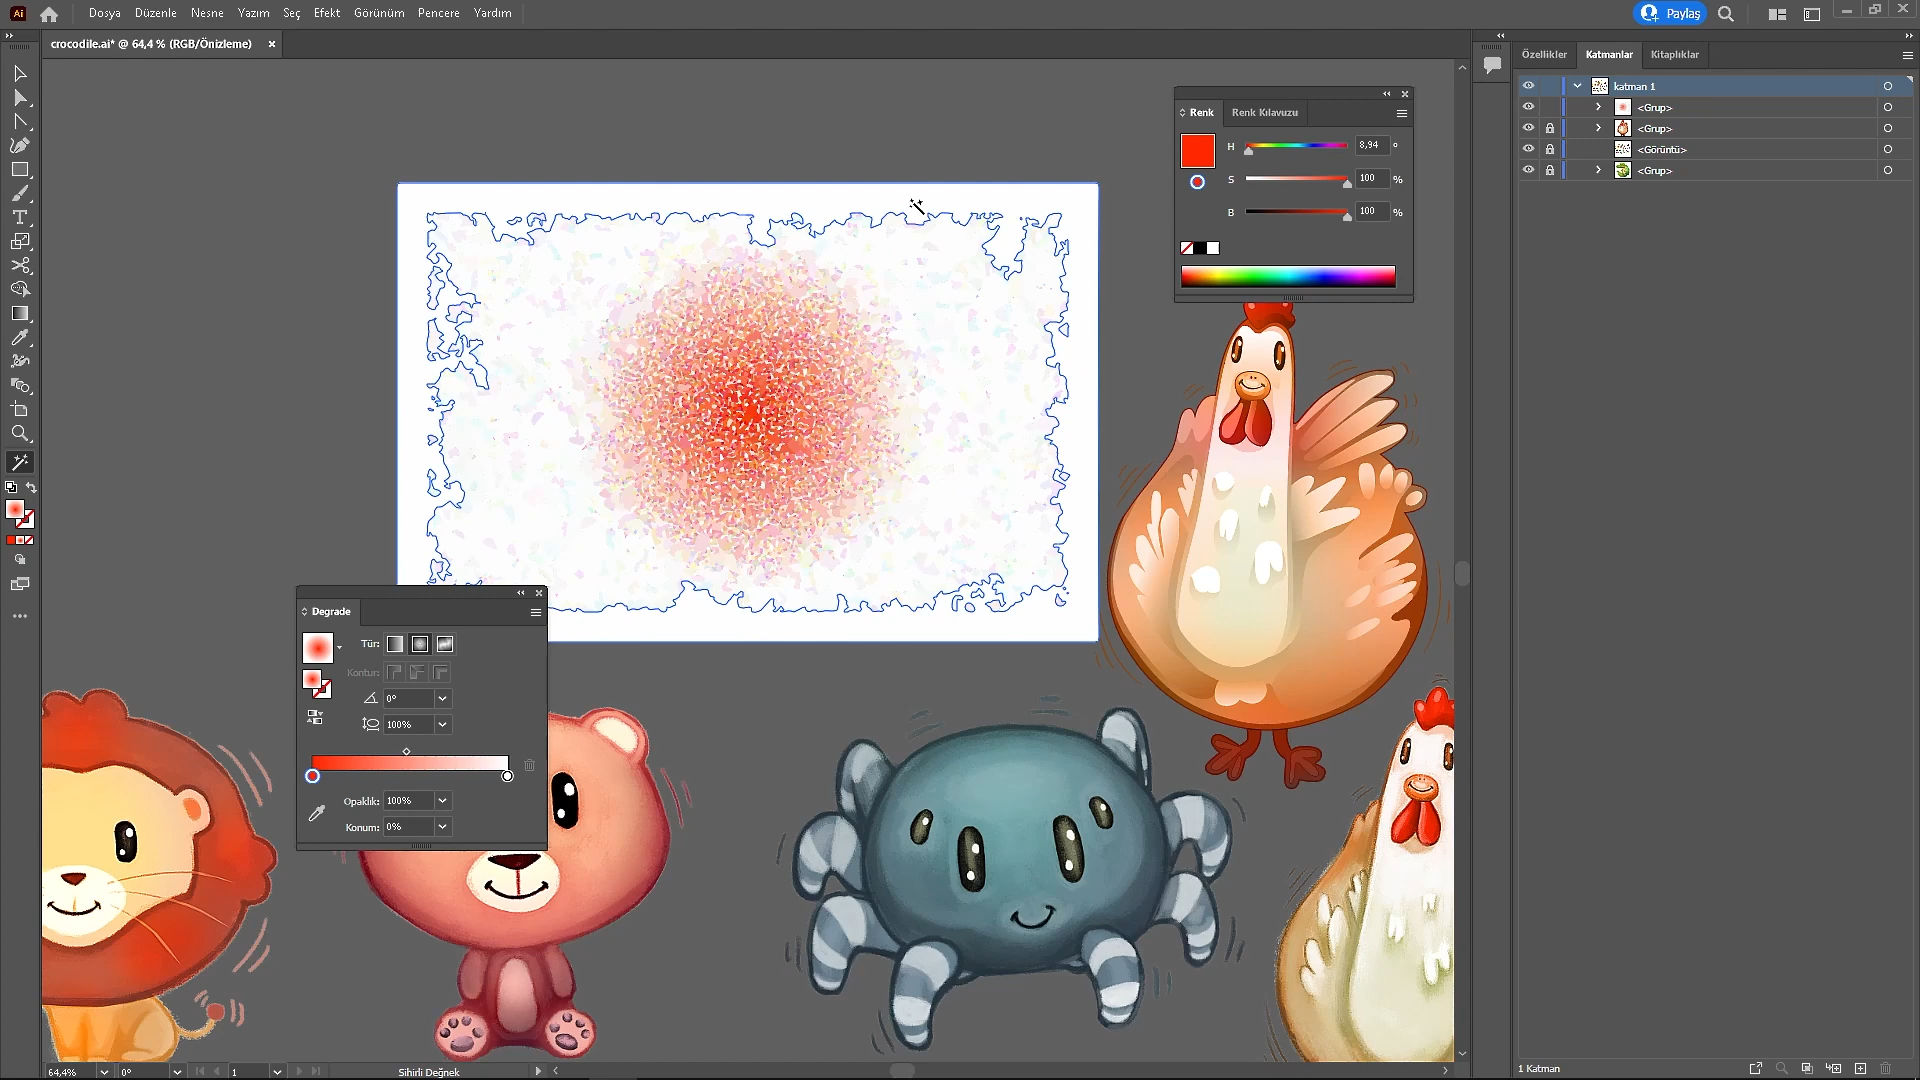 Ai
Dosya Düzenle Nesne Yazım Seç Efekt Görünüm Pencere Yardım
Paylaş
crocodile.ai* @ 64,4 % (RGB/Önizleme)
Özellikler Katmanlar Kitaplıklar
katman 1
<Grup>
<Grup>
<Görüntü>
<Grup>
Renk Renk Kılavuzu
H 8,94 °
S 100 %
B 100 %
Degrade
Tür:
Kontur:
0°
100%
Opaklık: 100%
Konum: 0%
64,4% 0° 1 Sihirli Değnek
1 Katman